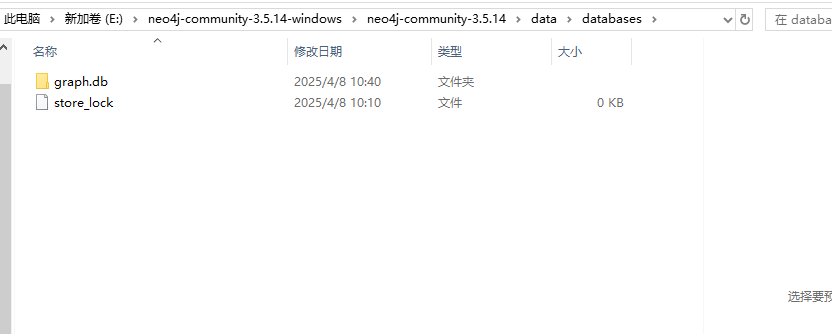 此电脑 › 新加卷 (E:) › neo4j-community-3.5.14-windows › neo4j-community-3.5.14 › data › databases › 在 databa
名称 修改日期 类型 大小
graph.db 2025/4/8 10:40 文件夹
store_lock 2025/4/8 10:10 文件 0 KB
选择要预